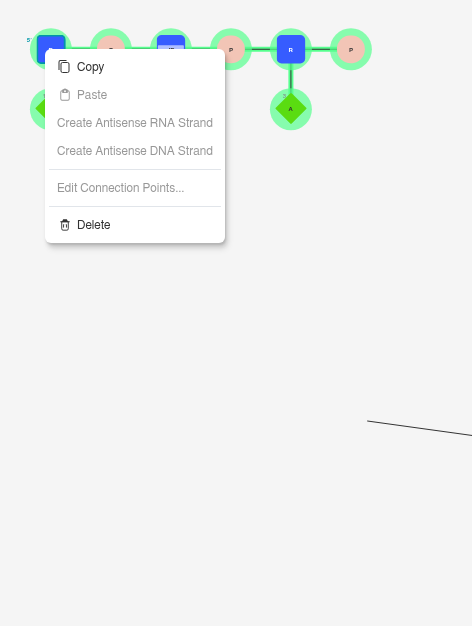 5'
P R P
Copy
Paste
A
Create Antisense RNA Strand
Create Antisense DNA Strand
Edit Connection Points...
Delete